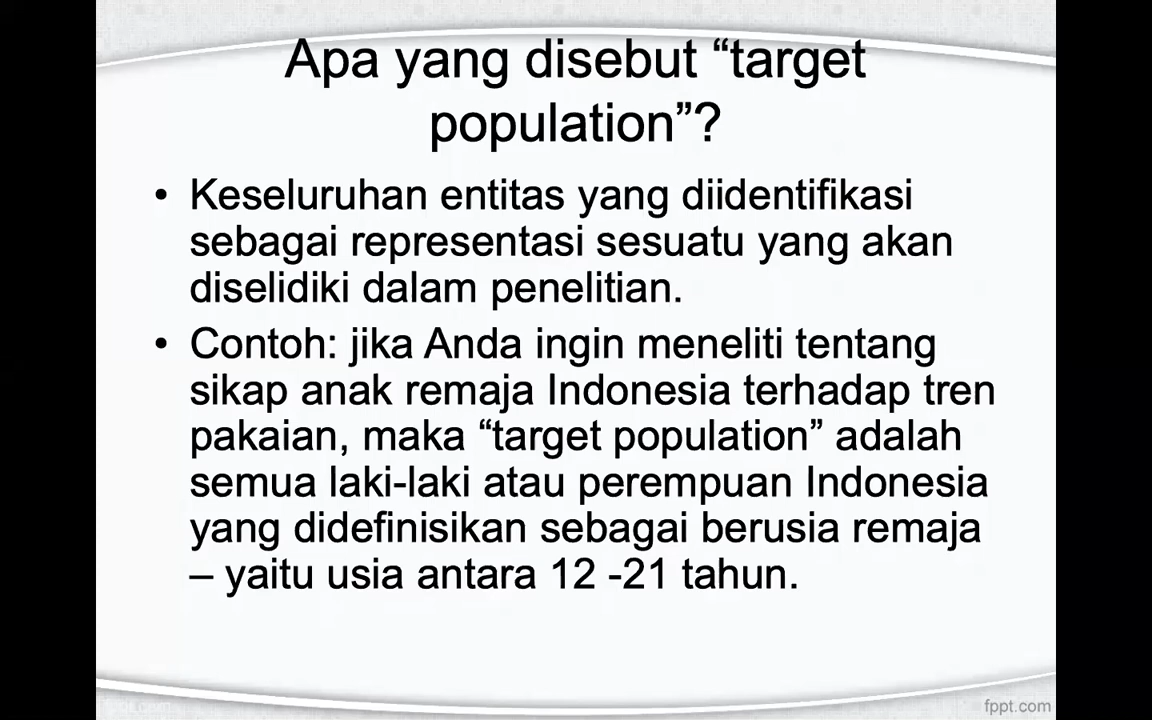 Apa yang disebut “target
population”?
• Keseluruhan entitas yang diidentifikasi
sebagai representasi sesuatu yang akan
diselidiki dalam penelitian.
• Contoh: jika Anda ingin meneliti tentang
sikap anak remaja Indonesia terhadap tren
pakaian, maka “target population” adalah
semua laki-laki atau perempuan Indonesia
yang didefinisikan sebagai berusia remaja
– yaitu usia antara 12 -21 tahun.
fppt.com